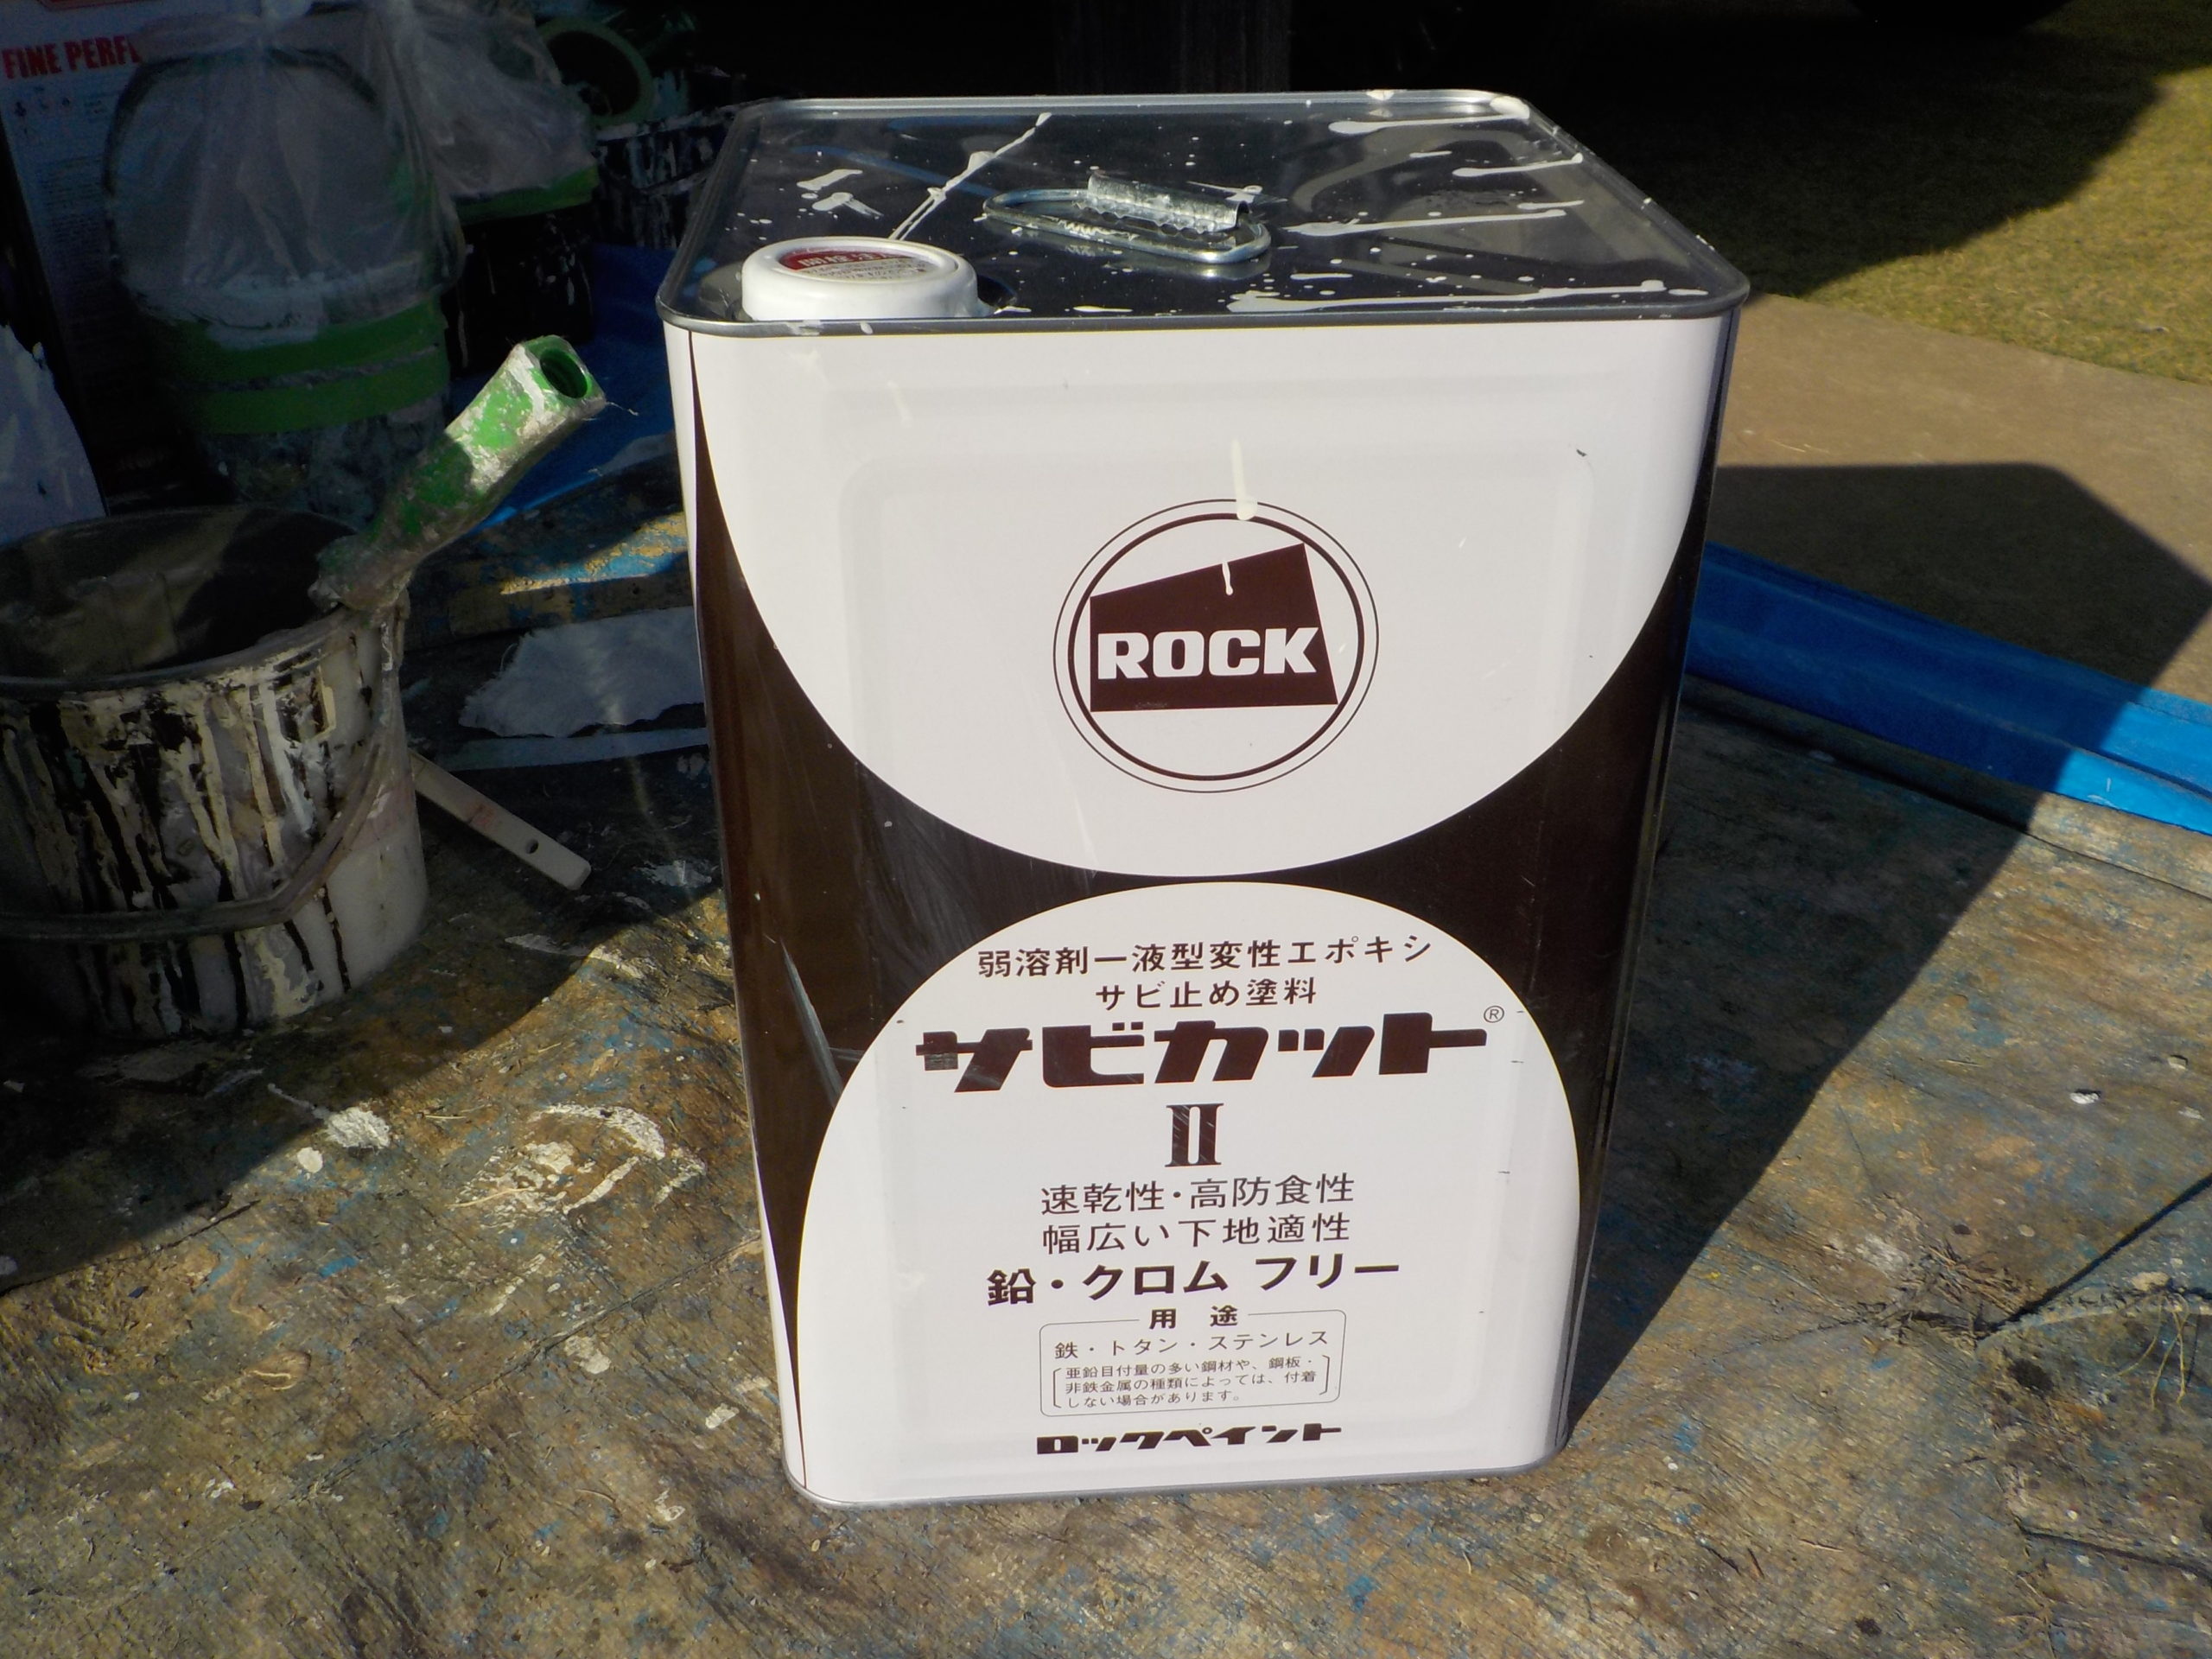 FINE PERF
ROCK
弱溶剤一液型変性エポキシ
サビ止め塗料
サビカット®
II
速乾性・高防食性
幅広い下地適性
鉛・クロム フリー
用 途
鉄・トタン・ステンレス
亜鉛目付量の多い鋼材や、鋼板・
非鉄金属の種類によっては、付着
しない場合があります。
ロックペイント